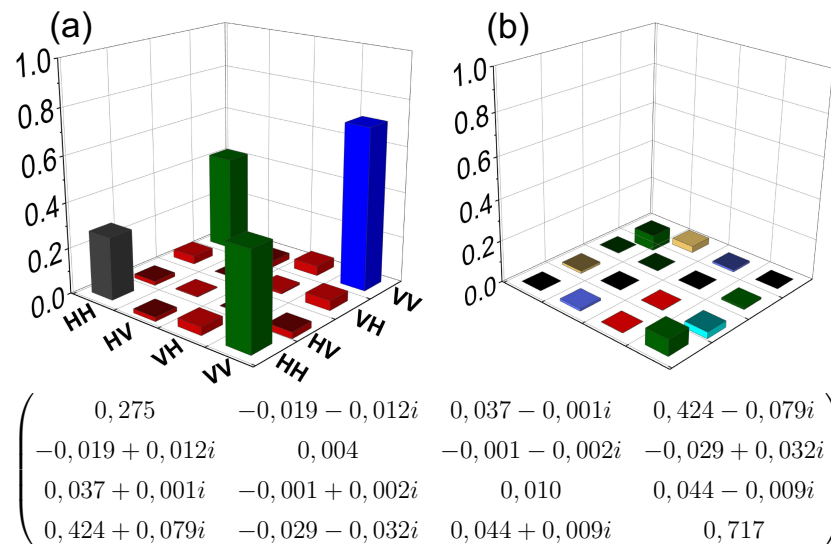 (a)
(b)
1.0
0.8
0.6
0.4
0.2
0.0
HH
HV
VH
VV
HH
HV
VH
VV
1.0
0.8
0.6
0.4
0.2
0.0
0, 275 −0, 019 − 0, 012i 0, 037 − 0, 001i 0, 424 − 0, 079i
−0, 019 + 0, 012i 0, 004 −0, 001 − 0, 002i −0, 029 + 0, 032i
0, 037 + 0, 001i −0, 001 + 0, 002i 0, 010 0, 044 − 0, 009i
0, 424 + 0, 079i −0, 029 − 0, 032i 0, 044 + 0, 009i 0, 717